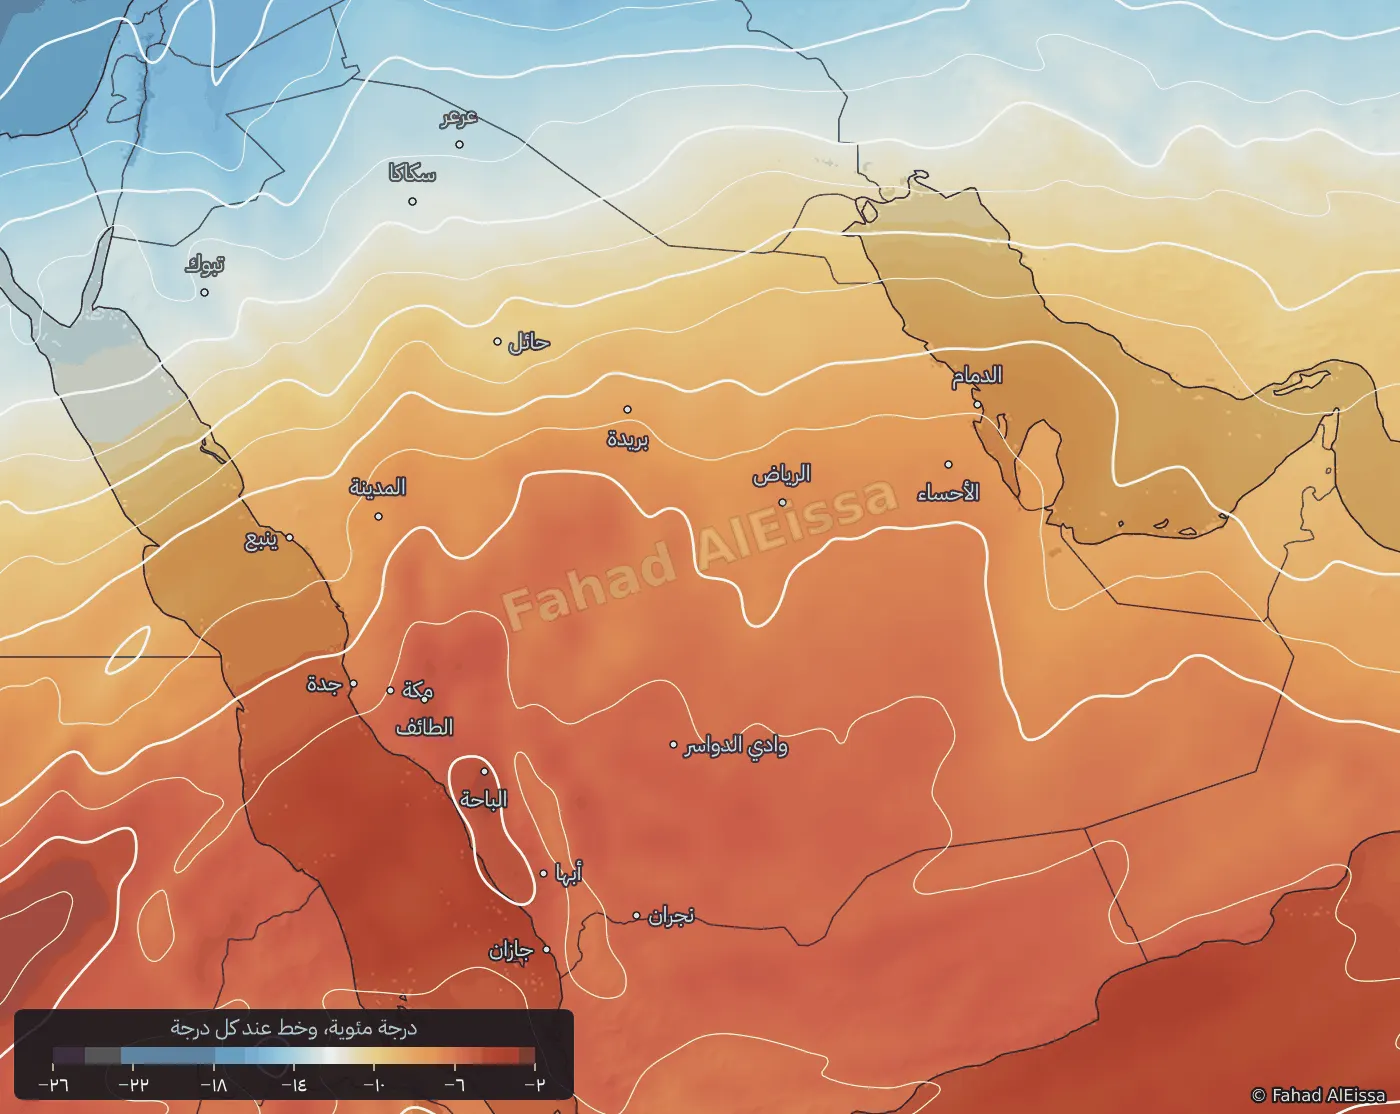 عرعر
سكاكا
تبوك
حائل
الدمام
بريدة
الرياض
المدينة
الأحساء
ينبع
Fahad AlEissa
جدة
مكة
الطائف
وادي الدواسر
الباحة
أبها
نجران
جازان
درجة مئوية، وخط عند كل درجة
−٢٦ −٢٢ −١٨ −١٤ −١٠ −٦ −٢
© Fahad AlEissa